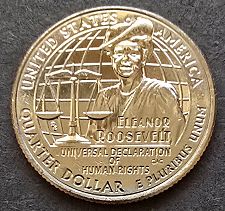 UNITED STATES OF AMERICA
ELEANOR
ROOSEVELT
UNIVERSAL DECLARATION
OF
HUMAN RIGHTS
QUARTER DOLLAR
E PLURIBUS UNUM